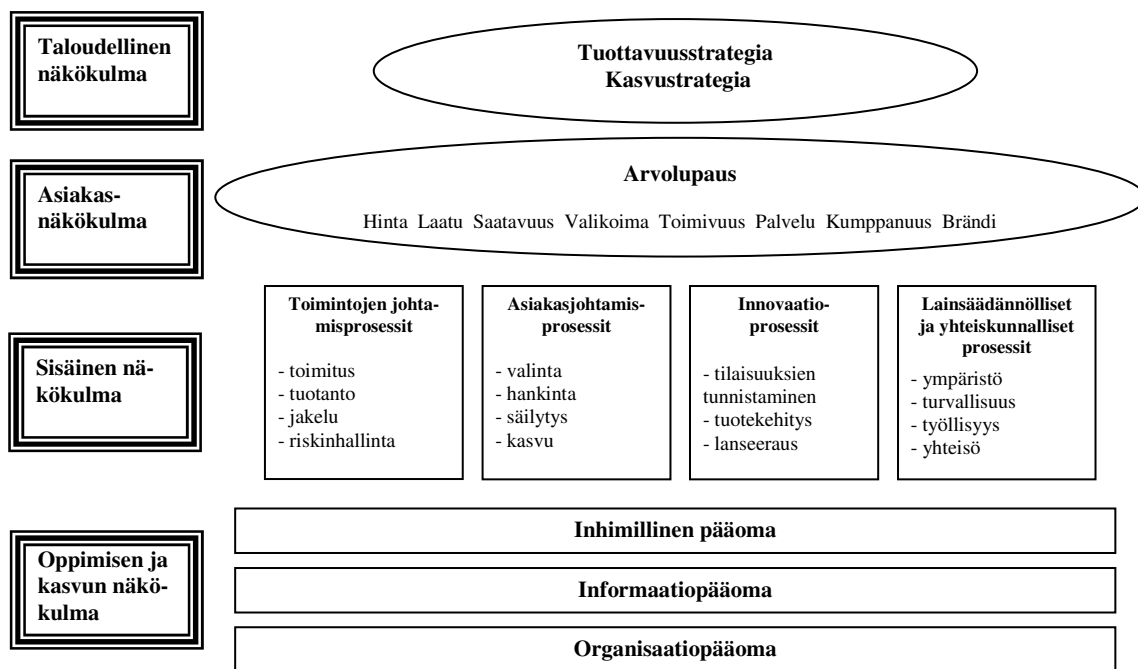 Taloudellinen
näkökulma
Tuottavuusstrategia
Kasvustrategia
Asiakas-
näkökulma
Arvolupaus
Hinta Laatu Saatavuus Valikoima Toimivuus Palvelu Kumppanuus Brändi
Sisäinen nä-
kökulma
Toimintojen johta-
misprosessit
- toimitus
- tuotanto
- jakelu
- riskinhallinta
Asiakasjohtamis-
prosessit
- valinta
- hankinta
- säilytys
- kasvu
Innovaatio-
prosessit
- tilaisuuksien
tunnistaminen
- tuotekehitys
- lanseeraus
Lainsäädännölliset
ja yhteiskunnalliset
prosessit
- ympäristö
- turvallisuus
- työllisyys
- yhteisö
Oppimisen ja
kasvun näkö-
kulma
Inhimillinen pääoma
Informaatiopääoma
Organisaatiopääoma